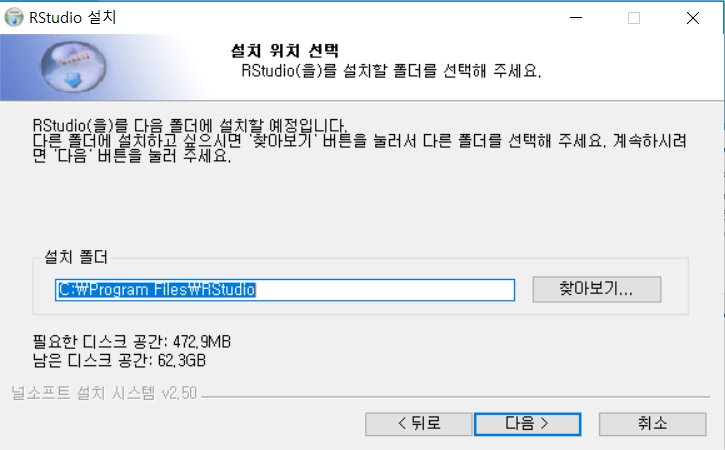 RStudio 설치
설치 위치 선택
RStudio(을)를 설치할 폴더를 선택해 주세요.
RStudio(을)를 다음 폴더에 설치할 예정입니다.
다른 폴더에 설치하고 싶으시면 '찾아보기' 버튼을 눌러서 다른 폴더를 선택해 주세요. 계속하시려
면 '다음' 버튼을 눌러 주세요.
설치 폴더
C:₩Program Files₩RStudio
찾아보기...
필요한 디스크 공간: 472.9MB
남은 디스크 공간: 62.3GB
널소프트 설치 시스템 v2.50
< 뒤로
다음 >
취소